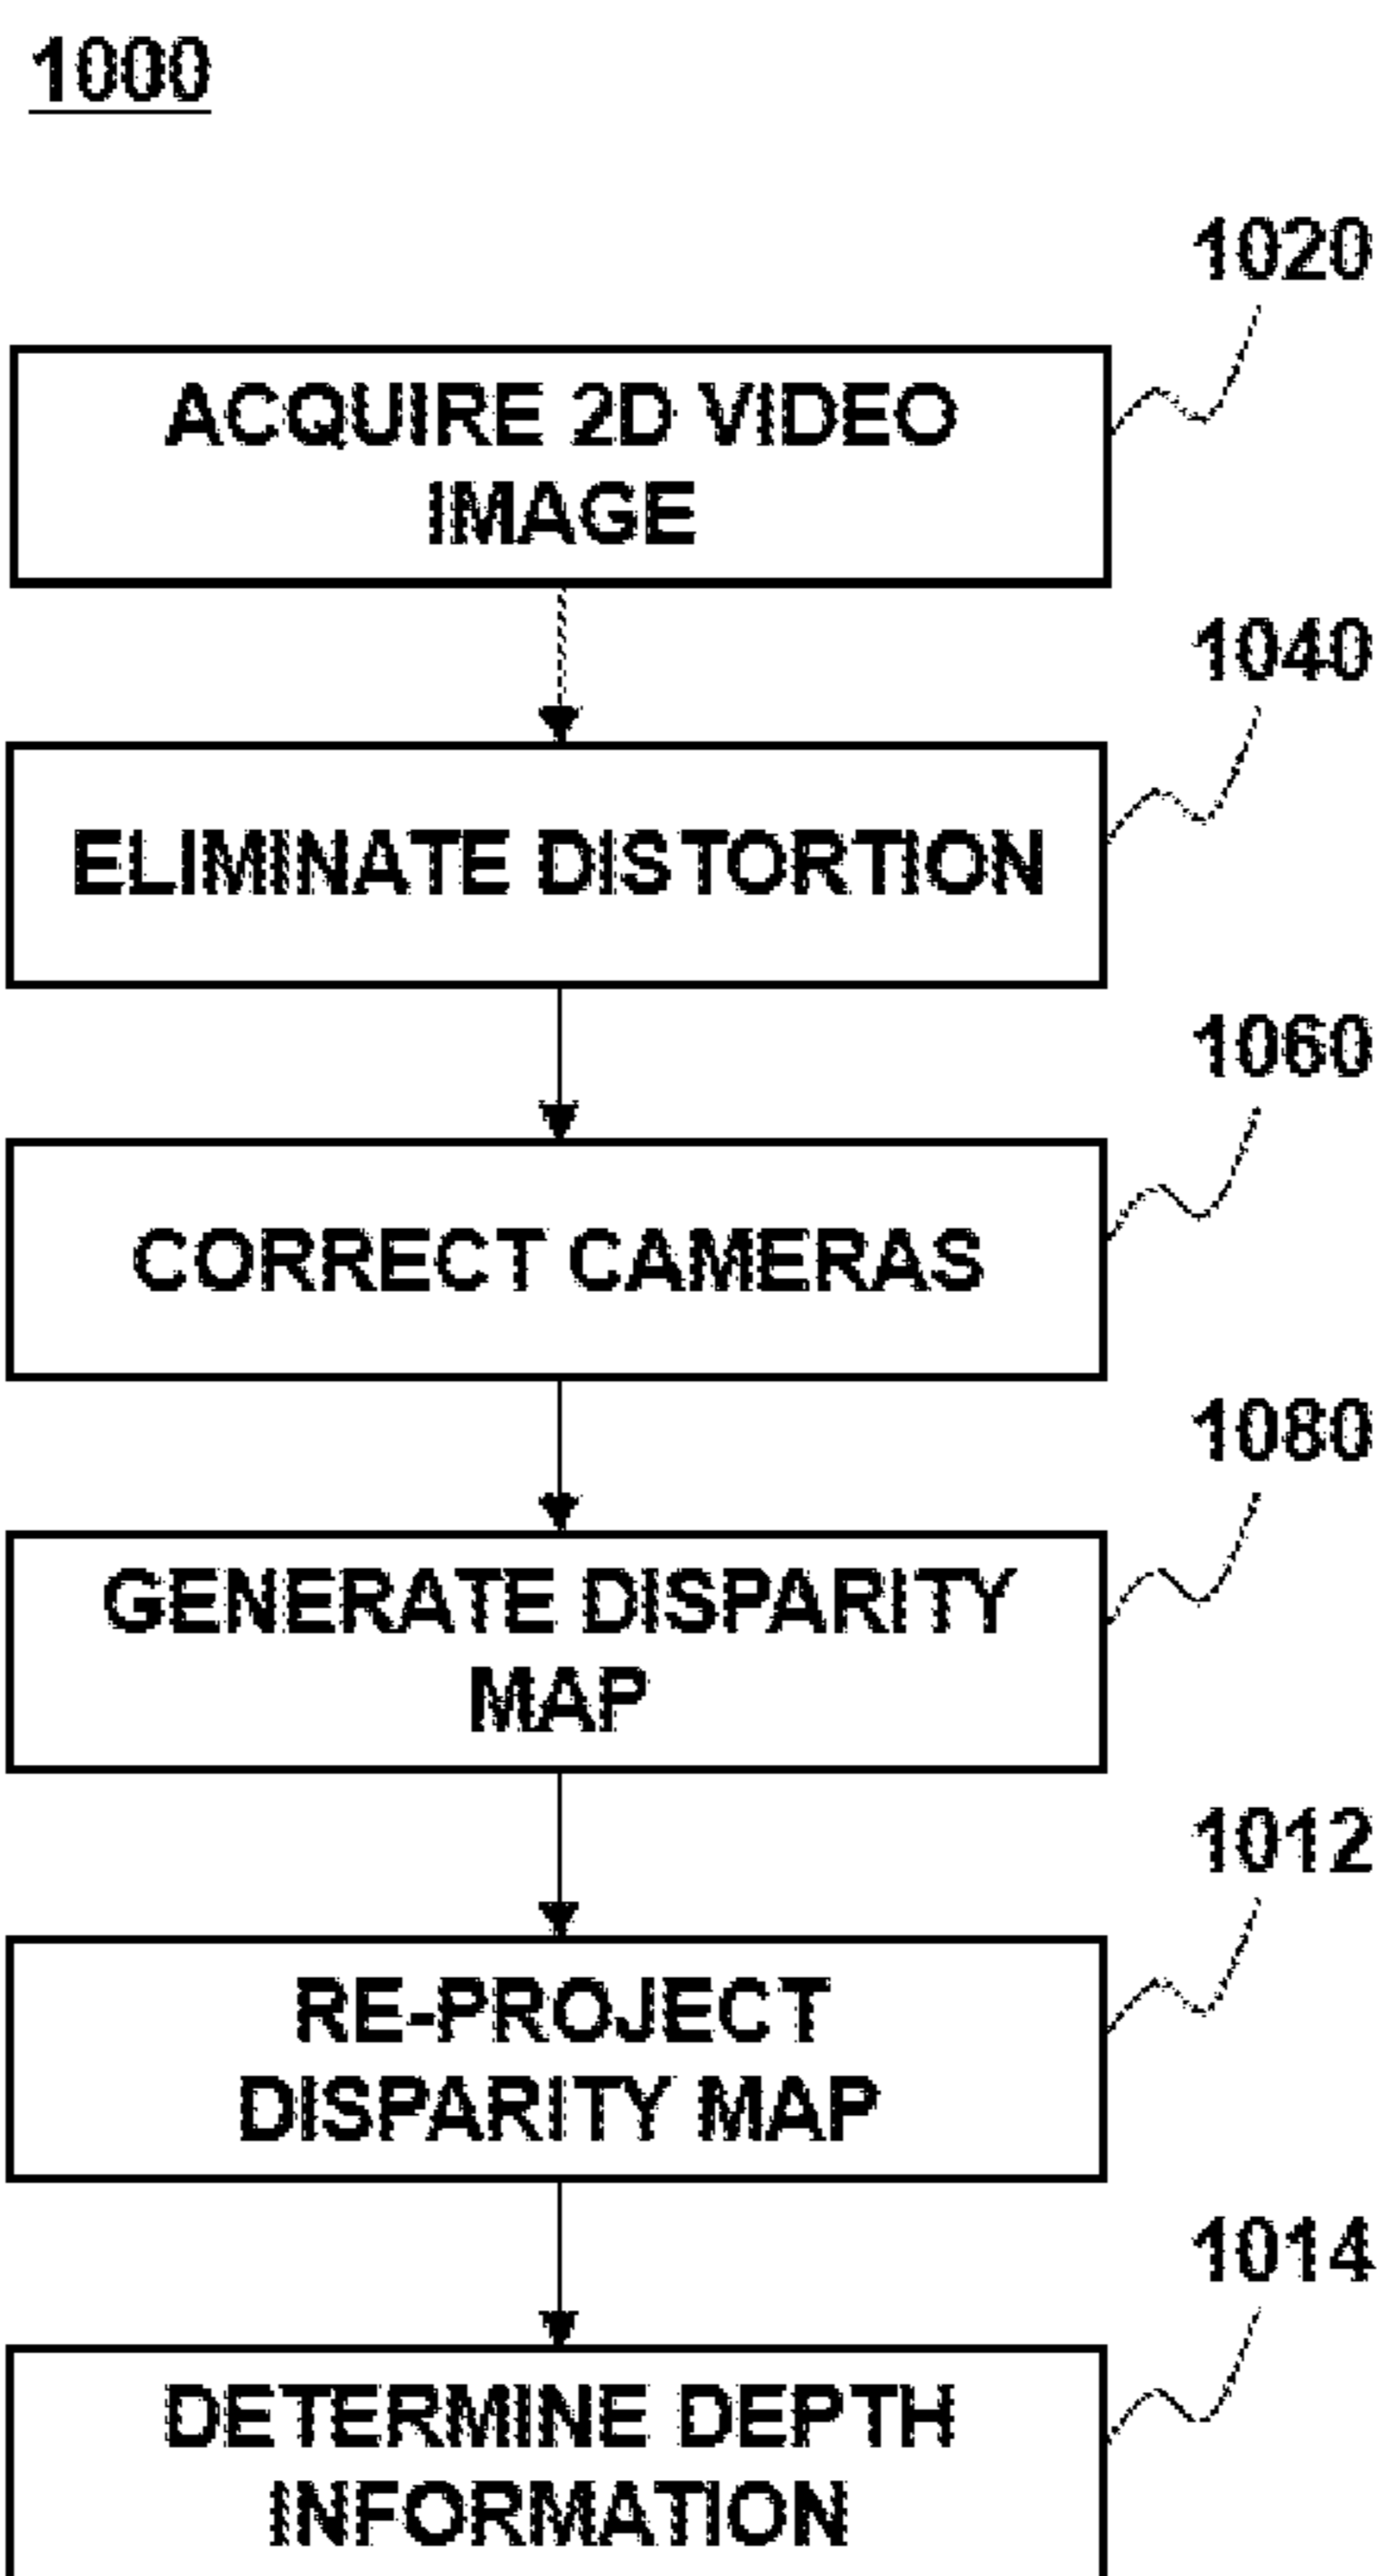 1000
1020
ACQUIRE 2D VIDEO
IMAGE
1040
ELIMINATE DISTORTION
1060
CORRECT CAMERAS
1080
GENERATE DISPARITY
MAP
1012
RE-PROJECT
DISPARITY MAP
1014
DETERMINE DEPTH
INFORMATION